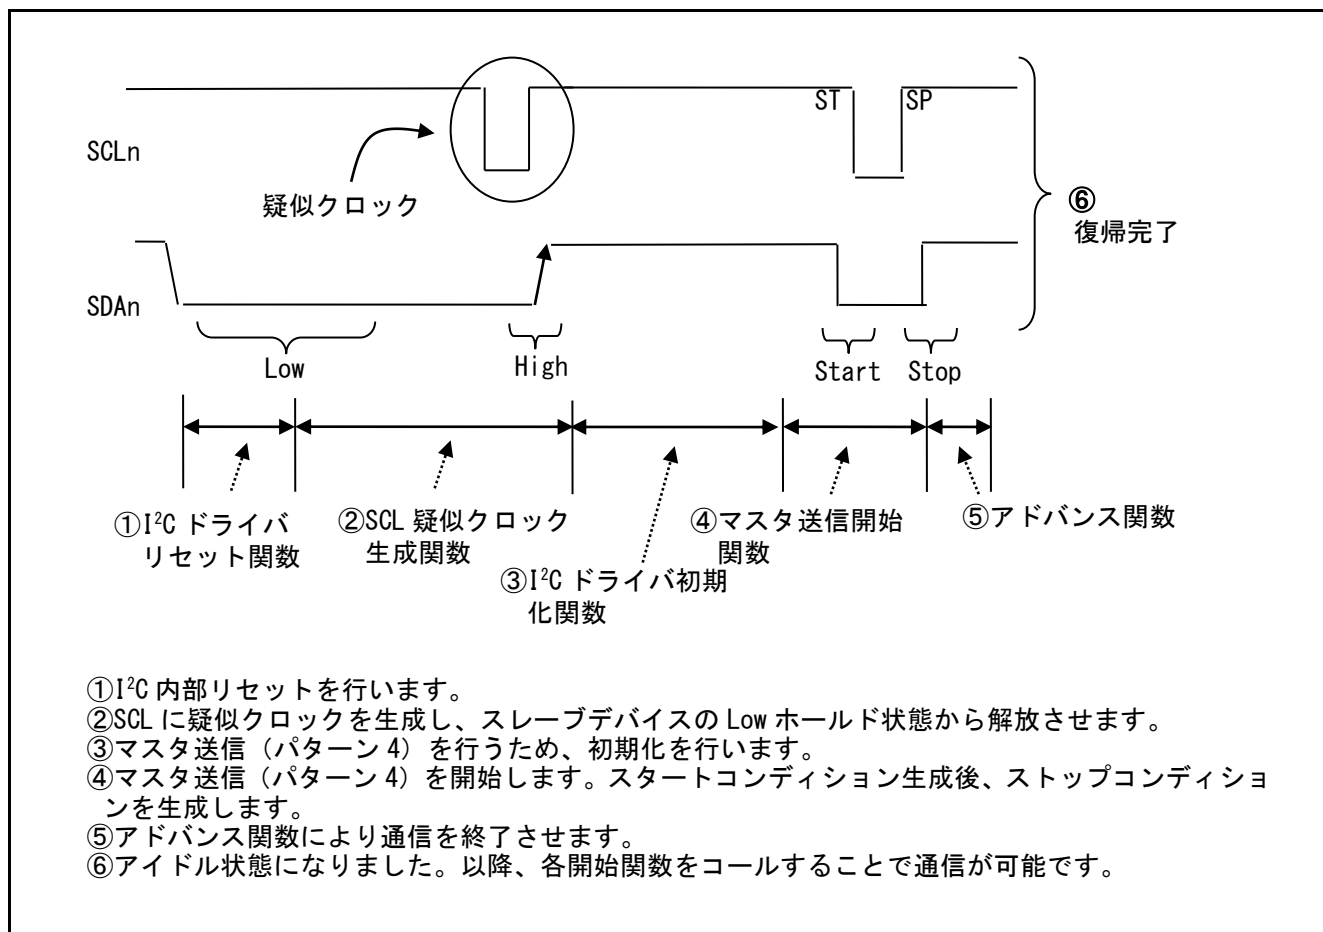 ST
SP
SCLn
疑似クロック
⑥
復帰完了
SDAn
Low
High
Start
Stop
①I²C ドライバ
リセット関数
②SCL 疑似クロック
生成関数
③I²C ドライバ初期
化関数
④マスタ送信開始
関数
⑤アドバンス関数
①I²C 内部リセットを行います。
②SCL に疑似クロックを生成し、スレーブデバイスの Low ホールド状態から解放させます。
③マスタ送信（パターン 4）を行うため、初期化を行います。
④マスタ送信（パターン 4）を開始します。スタートコンディション生成後、ストップコンディショ
ンを生成します。
⑤アドバンス関数により通信を終了させます。
⑥アイドル状態になりました。以降、各開始関数をコールすることで通信が可能です。